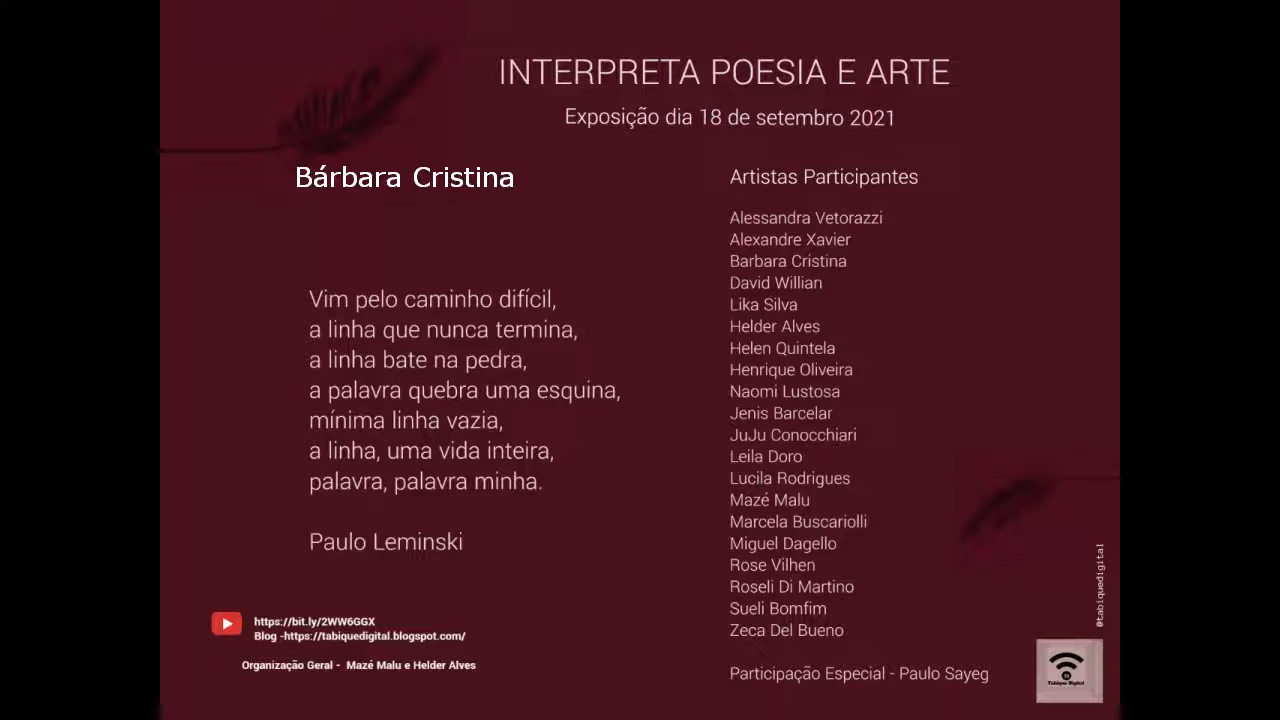 INTERPRETA POESIA E ARTE
Exposição dia 18 de setembro 2021
Bárbara Cristina
Vim pelo caminho difícil,
a linha que nunca termina,
a linha bate na pedra,
a palavra quebra uma esquina,
mínima linha vazia,
a linha, uma vida inteira,
palavra, palavra minha.
Paulo Leminski
https://bit.ly/2WW6GGX
Blog -https://tabiquedigital.blogspot.com/
Organização Geral - Mazé Malu e Helder Alves
Artistas Participantes
Alessandra Vetorazzi
Alexandre Xavier
Barbara Cristina
David Willian
Lika Silva
Helder Alves
Helen Quintela
Henrique Oliveira
Naomi Lustosa
Jenis Barcelar
JuJu Conocchiari
Leila Doro
Lucila Rodrigues
Mazé Malu
Marcela Buscariolli
Miguel Dagello
Rose Vilhen
Roseli Di Martino
Sueli Bomfim
Zeca Del Bueno
Participação Especial - Paulo Sayeg
@tabiquedigital
Tabique Digital